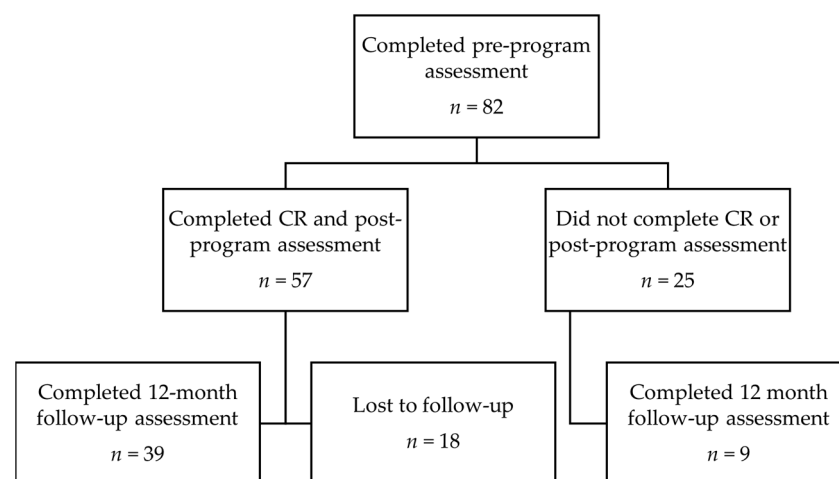 Completed pre-program
assessment
n = 82
Completed CR and post-
program assessment
n = 57
Did not complete CR or
post-program assessment
n = 25
Completed 12-month
follow-up assessment
n = 39
Lost to follow-up
n = 18
Completed 12 month
follow-up assessment
n = 9